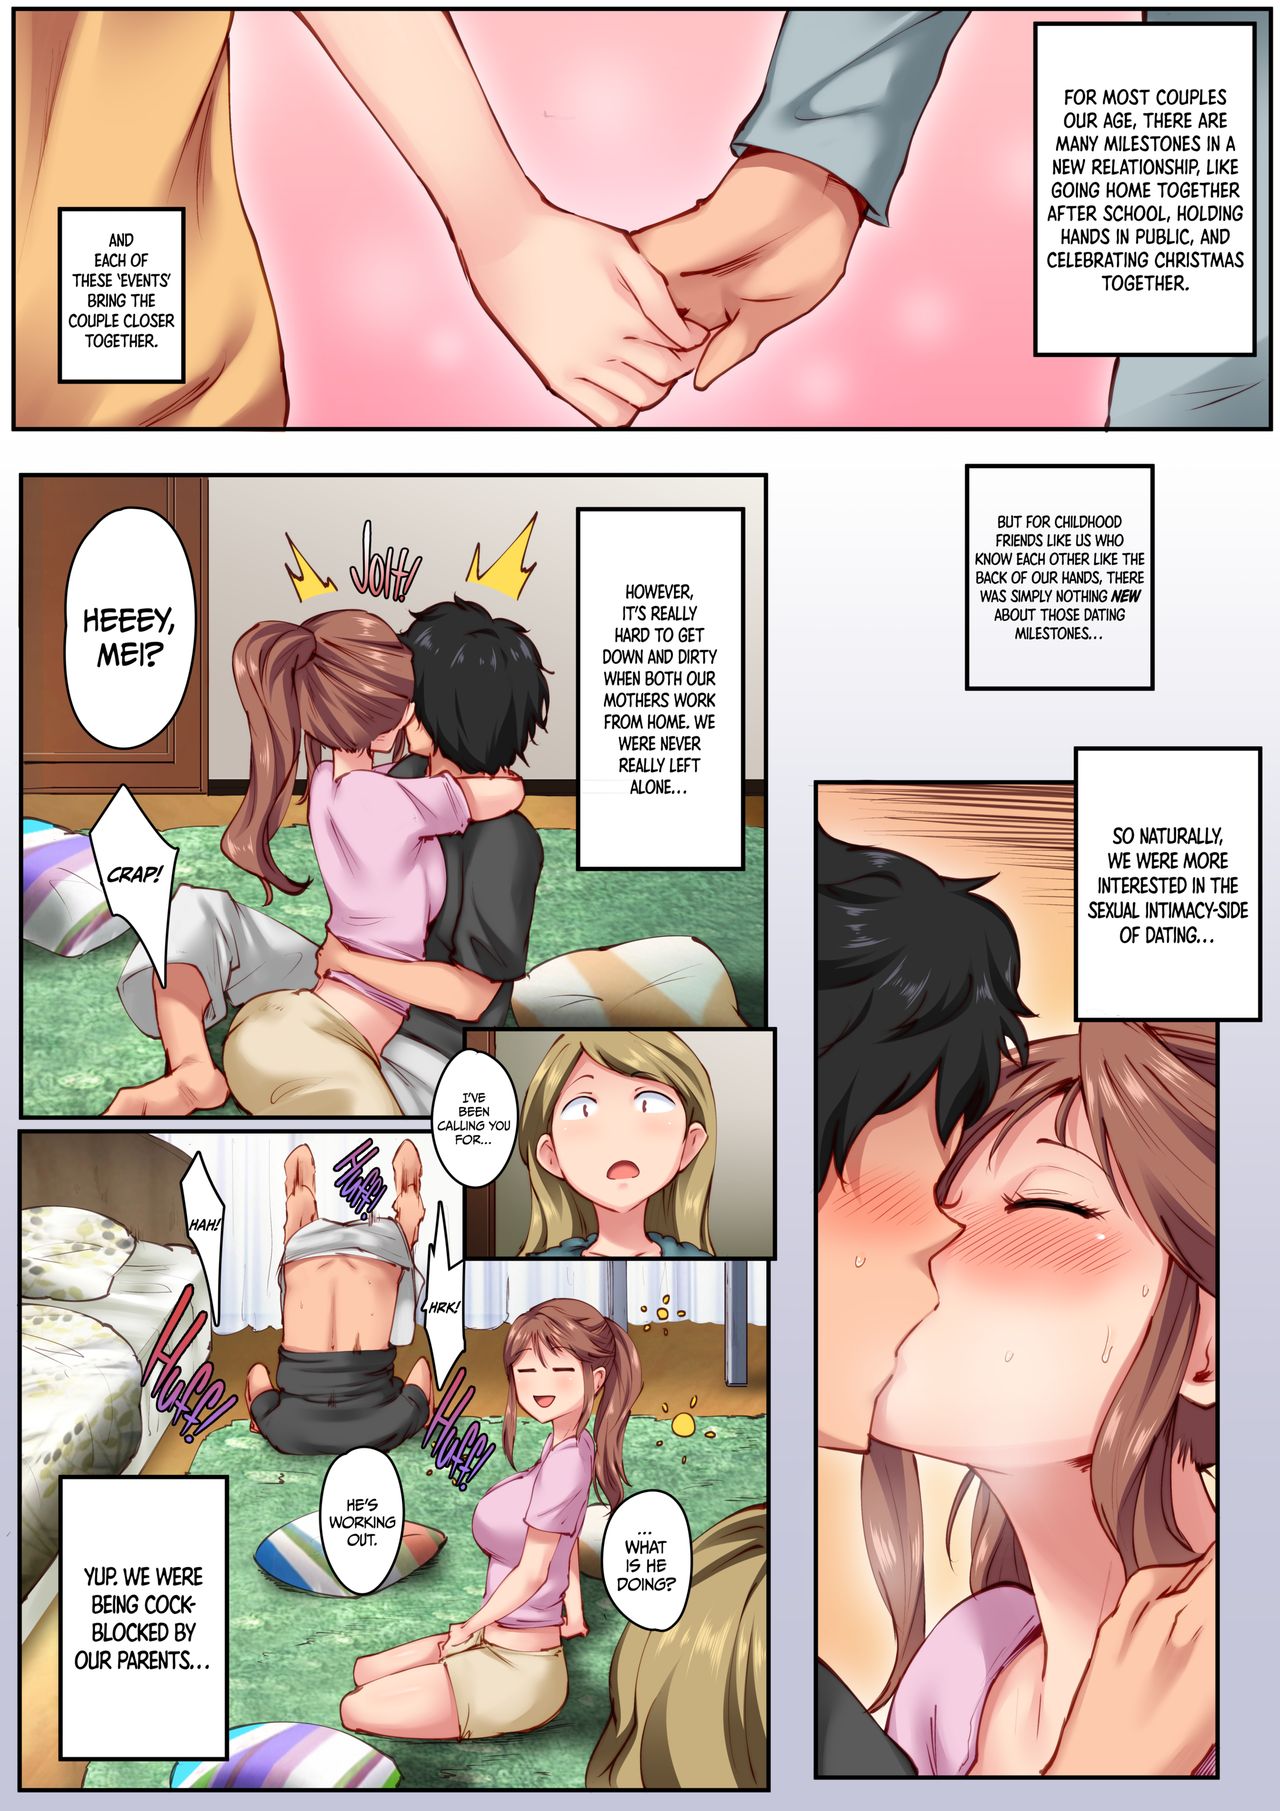 FOR MOST COUPLES
OUR AGE, THERE ARE
MANY MILESTONES IN A
NEW RELATIONSHIP, LIKE
GOING HOME TOGETHER
AFTER SCHOOL, HOLDING
HANDS IN PUBLIC, AND
CELEBRATING CHRISTMAS
TOGETHER.
AND
EACH OF
THESE 'EVENTS'
BRING THE
COUPLE CLOSER
TOGETHER.
BUT FOR CHILDHOOD
FRIENDS LIKE US WHO
KNOW EACH OTHER LIKE THE
BACK OF OUR HANDS, THERE
WAS SIMPLY NOTHING NEW
ABOUT THOSE DATING
MILESTONES...
SO NATURALLY,
WE WERE MORE
INTERESTED IN THE
SEXUAL INTIMACY-SIDE
OF DATING...
HOWEVER,
IT'S REALLY
HARD TO GET
DOWN AND DIRTY
WHEN BOTH OUR
MOTHERS WORK
FROM HOME. WE
WERE NEVER
REALLY LEFT
ALONE...
JOLT!
HEEEY,
MEI?
CRAP!
I'VE
BEEN
CALLING YOU
FOR...
HUFF!
HAH!
HRK!
HUFF!
HUFF!
...
WHAT
IS HE
DOING?
HE'S
WORKING
OUT.
YUP. WE WERE
BEING COCK-
BLOCKED BY
OUR PARENTS...